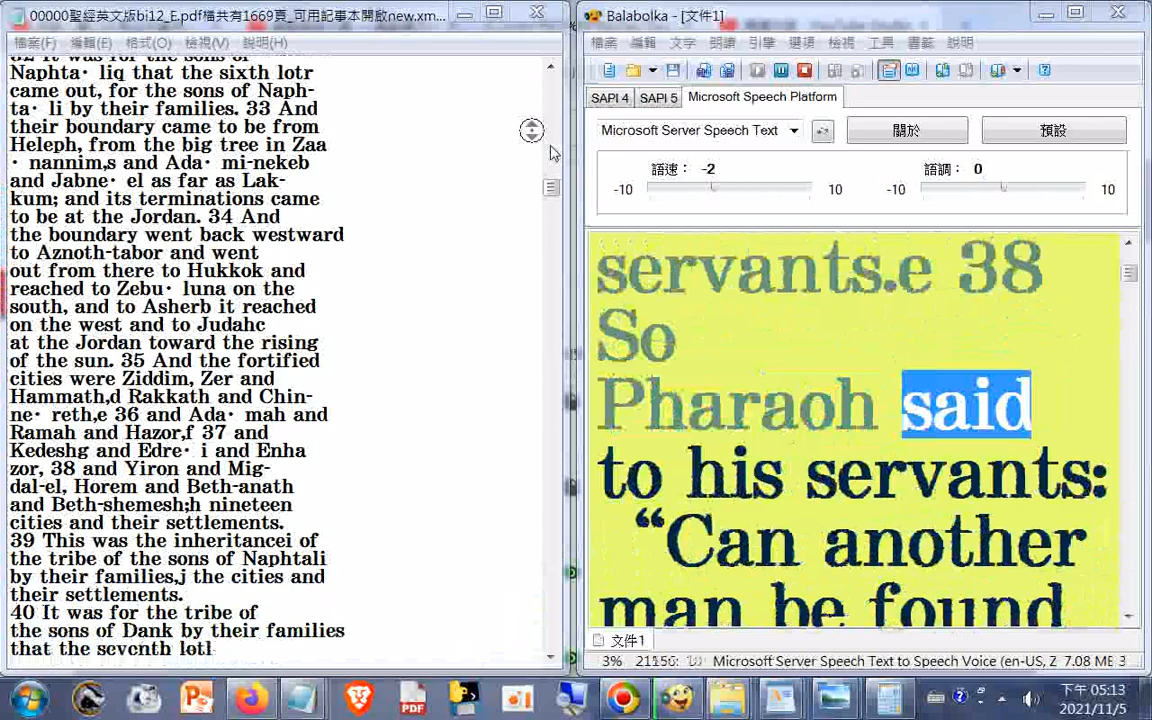 00000聖經英文版bi12_E.pdf檔共有1669頁_可用記事本開啟new.xm...
檔案(F) 編輯(E) 格式(O) 檢視(V) 說明(H)
32 It was for the sons of
Naphta· liq that the sixth lotr
came out, for the sons of Naph-
ta· li by their families. 33 And
their boundary came to be from
Heleph, from the big tree in Zaa
· nannim,s and Ada· mi-nekeb
and Jabne· el as far as Lak-
kum; and its terminations came
to be at the Jordan. 34 And
the boundary went back westward
to Aznoth-tabor and went
out from there to Hukkok and
reached to Zebu· luna on the
south, and to Asherb it reached
on the west and to Judahc
at the Jordan toward the rising
of the sun. 35 And the fortified
cities were Ziddim, Zer and
Hammath,d Rakkath and Chin-
ne· reth,e 36 and Ada· mah and
Ramah and Hazor,f 37 and
Kedeshg and Edre· i and Enha
zor, 38 and Yiron and Mig-
dal-el, Horem and Beth-anath
and Beth-shemesh;h nineteen
cities and their settlements.
39 This was the inheritancei of
the tribe of the sons of Naphtali
by their families,j the cities and
their settlements.
40 It was for the tribe of
the sons of Dank by their families
that the seventh lotl
Balabolka - [文件1]
檔案 編輯 文字 朗讀 引擎 選項 檢視 工具 書籤 說明
SAPI 4 SAPI 5 Microsoft Speech Platform
Microsoft Server Speech Text 關於 預設
語速： -2 語調： 0
-10 10 -10 10
servants.e 38
So
Pharaoh said
to his servants:
“Can another
man be found
文件1
3% Microsoft Server Speech Text to Speech Voice (en-US, Z 7.08 MB 3
PDF
下午 05:13
2021/11/5